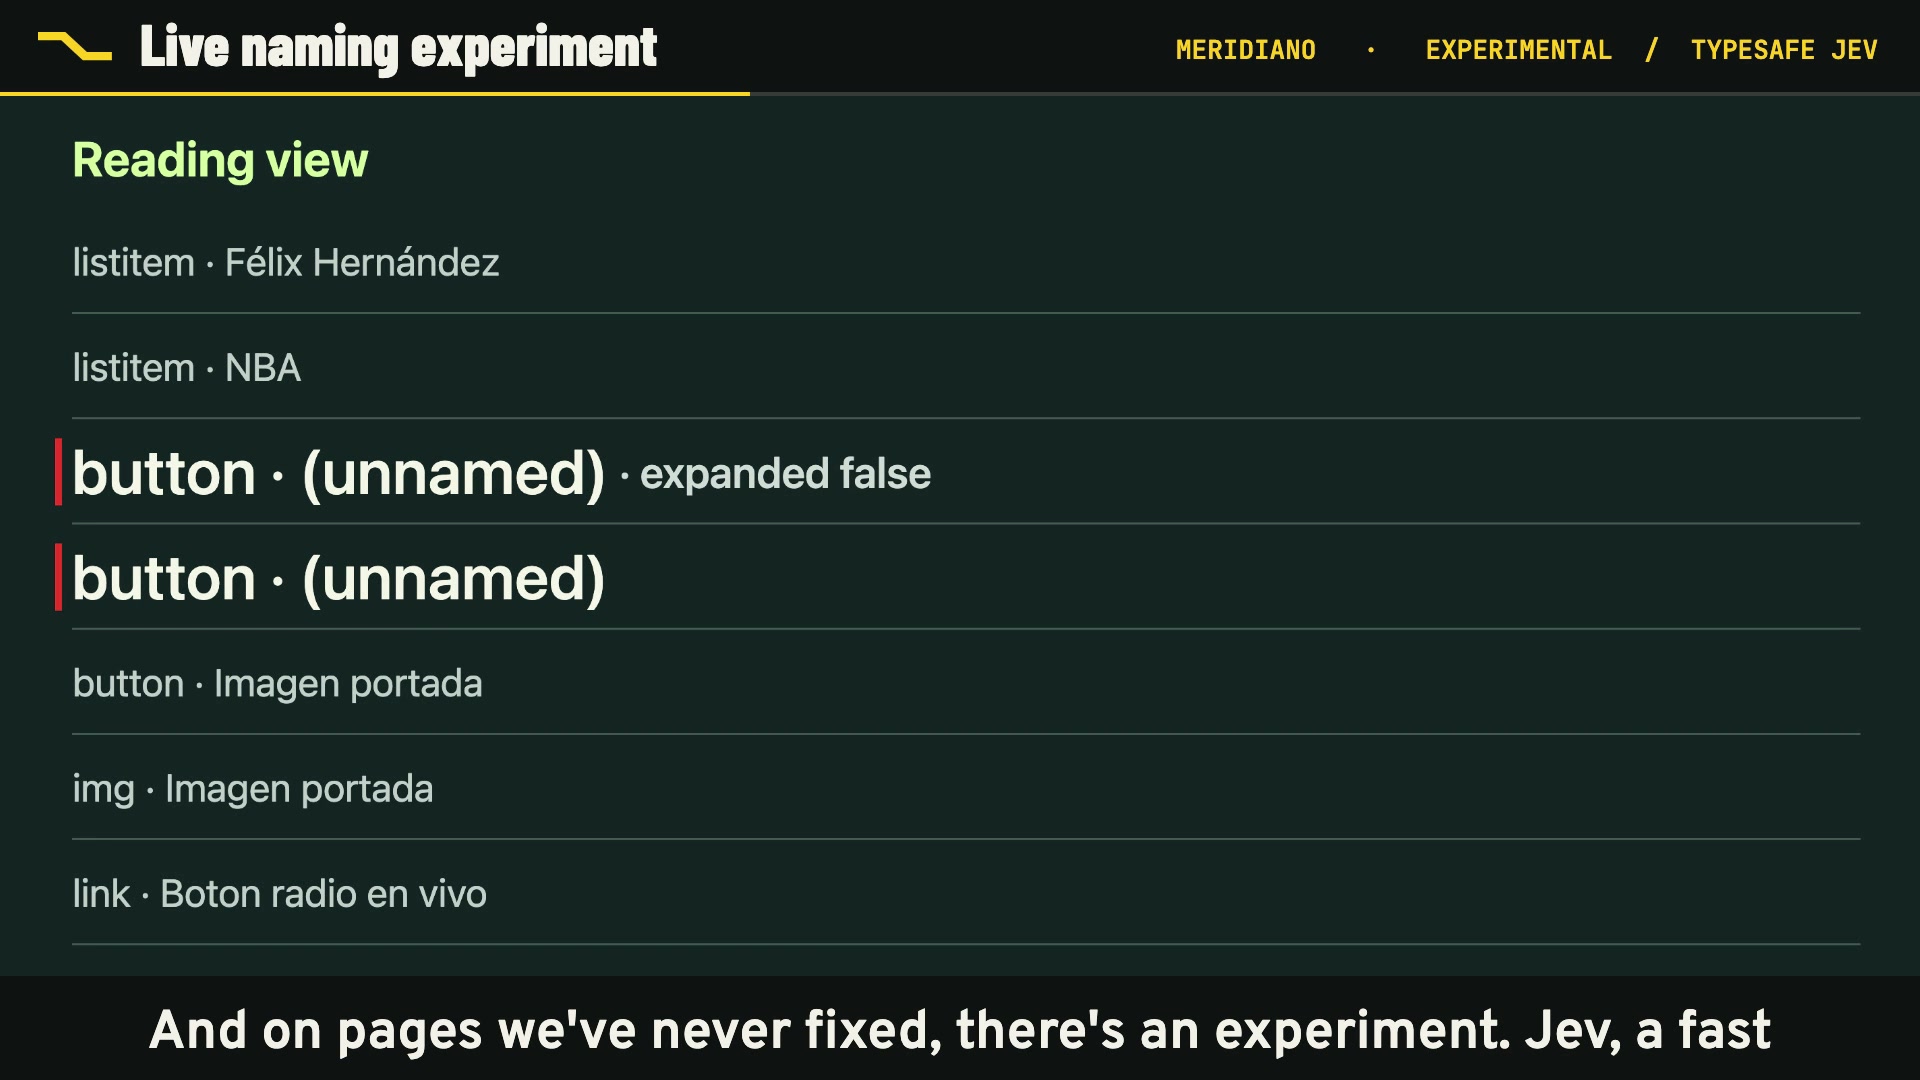 Live naming experiment
MERIDIANO · EXPERIMENTAL / TYPESAFE JEV
Reading view
listitem · Félix Hernández
listitem · NBA
button · (unnamed) · expanded false
button · (unnamed)
button · Imagen portada
img · Imagen portada
link · Boton radio en vivo
And on pages we've never fixed, there's an experiment. Jev, a fast